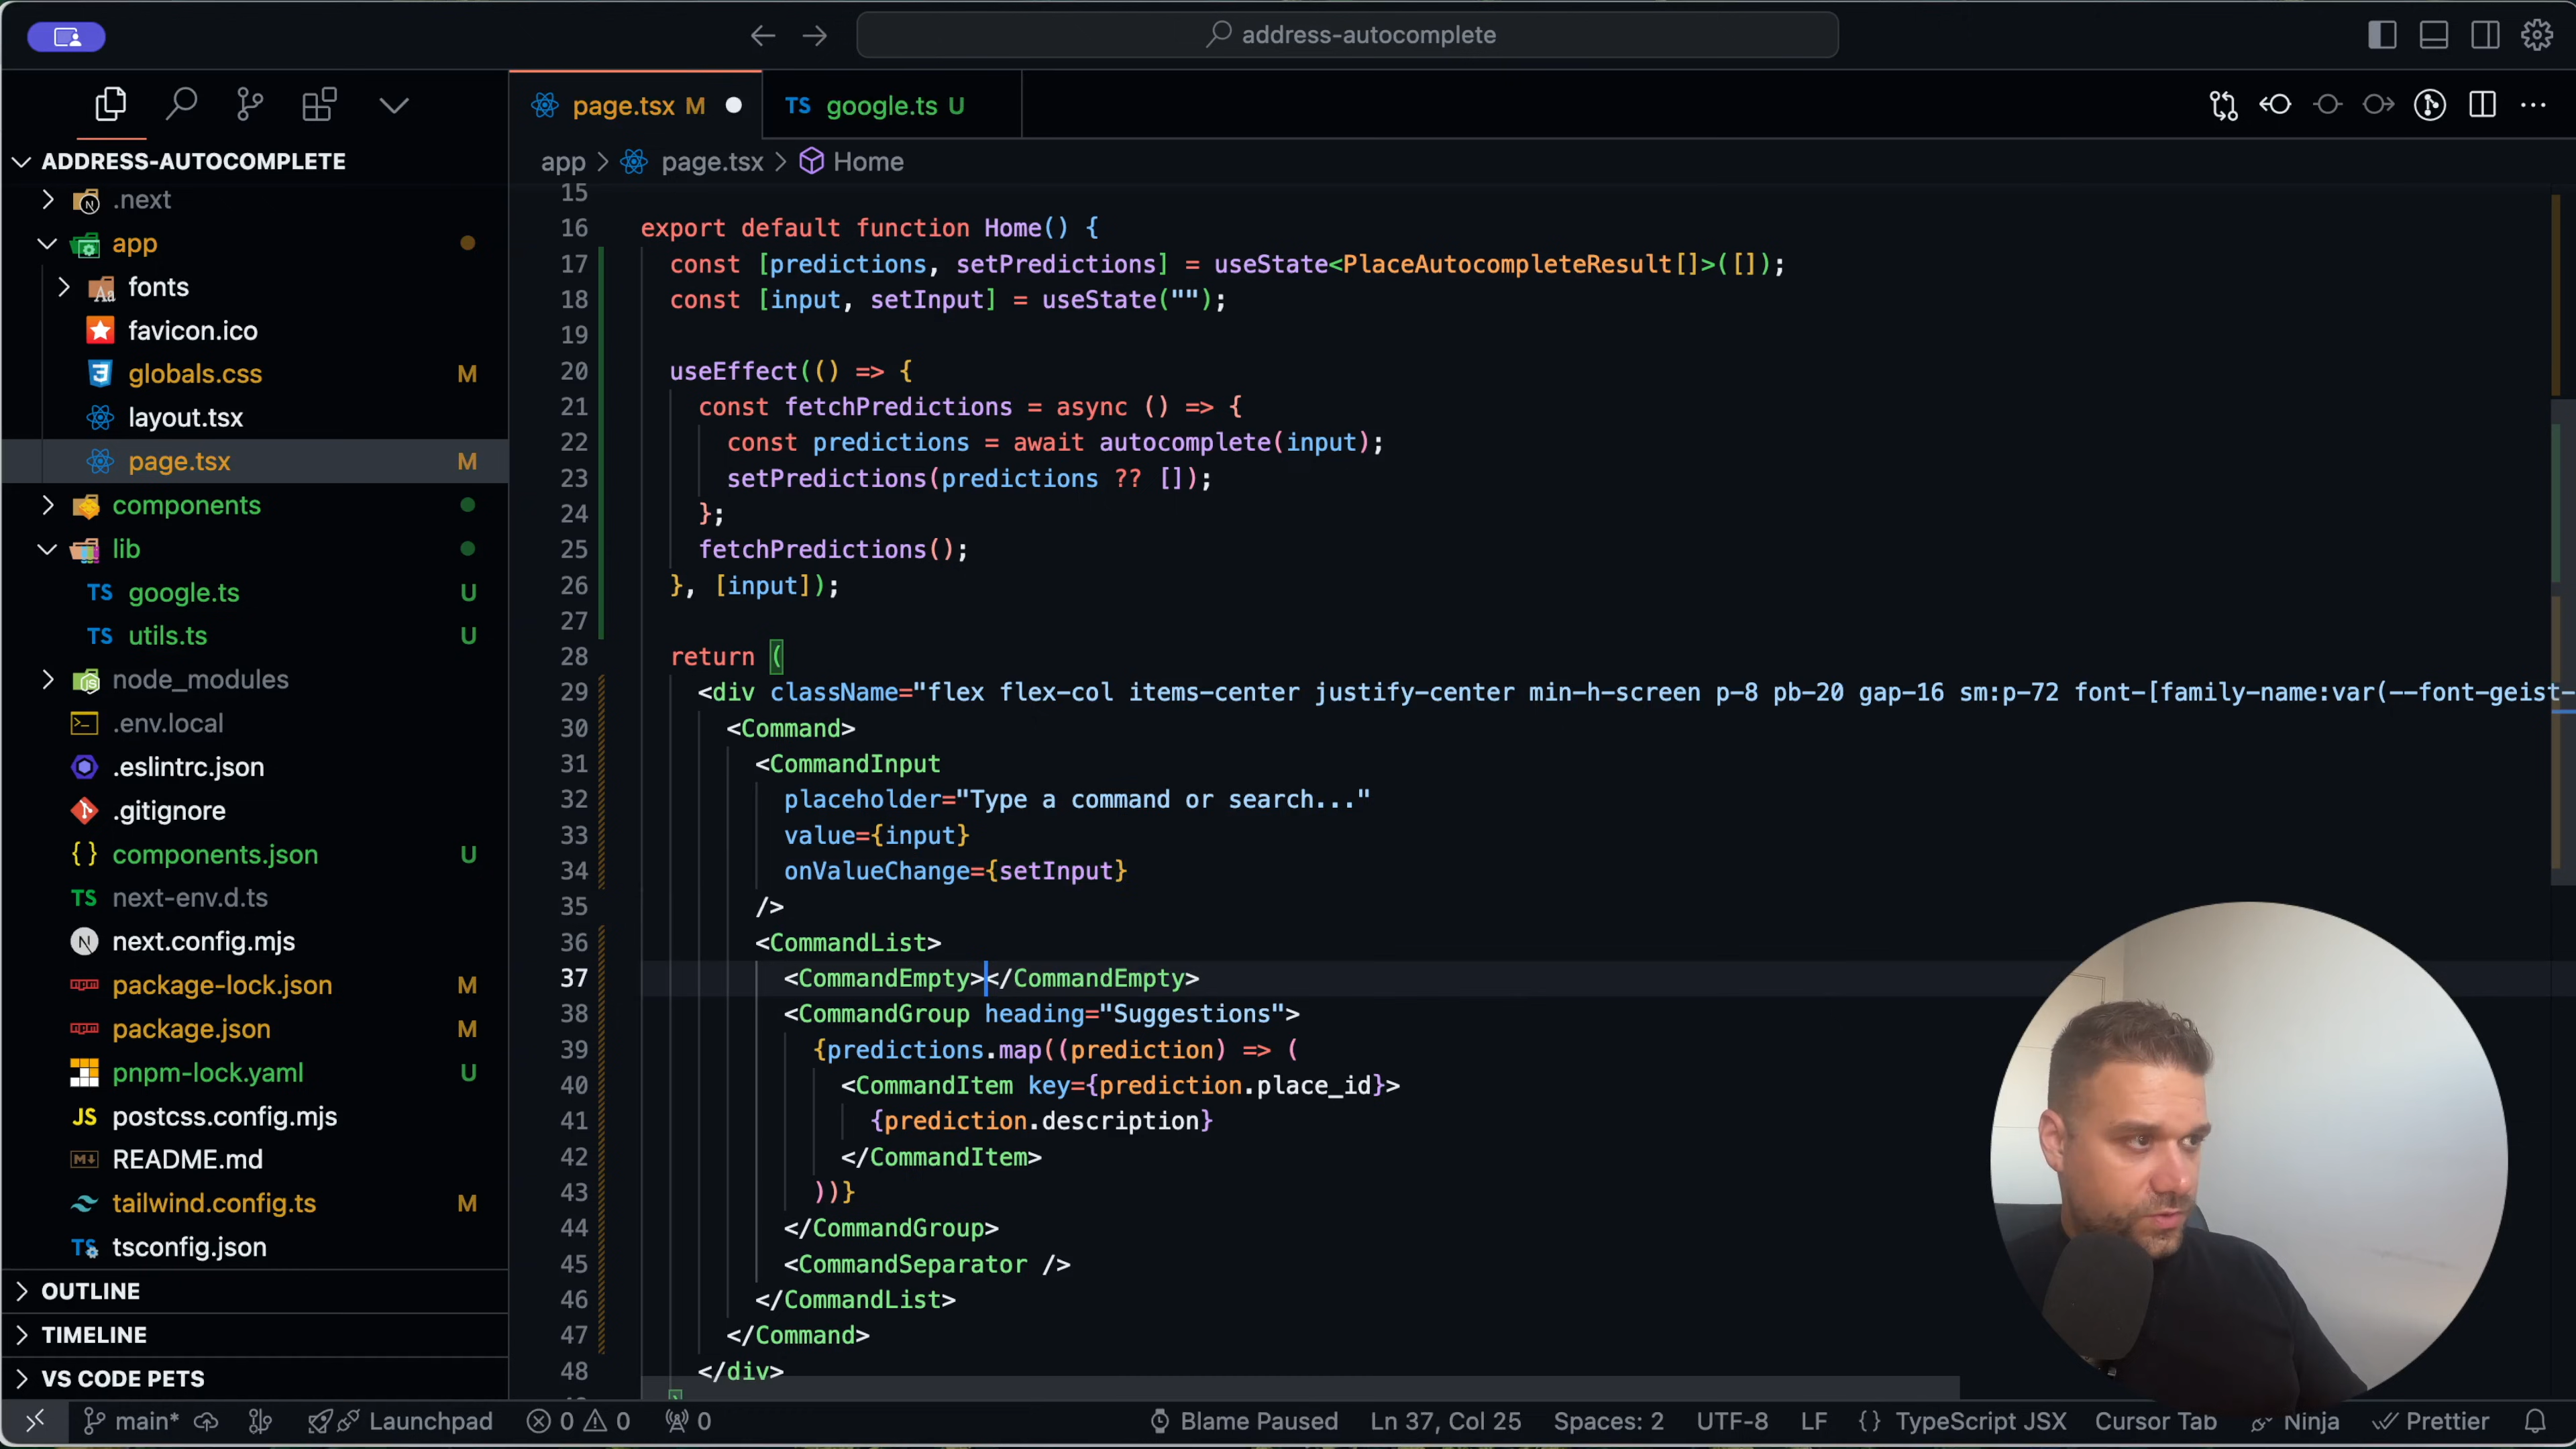 address-autocomplete
page.tsx M
TS google.ts U
ADDRESS-AUTOCOMPLETE
.next
app
fonts
favicon.ico
globals.css M
layout.tsx
page.tsx M
components
lib
TS google.ts U
TS utils.ts U
node_modules
.env.local
.eslintrc.json
.gitignore
{} components.json U
TS next-env.d.ts
next.config.mjs
package-lock.json M
package.json M
pnpm-lock.yaml U
JS postcss.config.mjs
README.md
tailwind.config.ts M
TS tsconfig.json
OUTLINE
TIMELINE
VS CODE PETS
app > page.tsx > Home
15
16 export default function Home() {
17 const [predictions, setPredictions] = useState<PlaceAutocompleteResult[]>([]);
18 const [input, setInput] = useState("");
19
20 useEffect(() => {
21 const fetchPredictions = async () => {
22 const predictions = await autocomplete(input);
23 setPredictions(predictions ?? []);
24 };
25 fetchPredictions();
26 }, [input]);
27
28 return (
29 <div className="flex flex-col items-center justify-center min-h-screen p-8 pb-20 gap-16 sm:p-72 font-[family-name:var(--font-geist-
30 <Command>
31 <CommandInput
32 placeholder="Type a command or search..."
33 value={input}
34 onValueChange={setInput}
35 />
36 <CommandList>
37 <CommandEmpty></CommandEmpty>
38 <CommandGroup heading="Suggestions">
39 {predictions.map((prediction) => (
40 <CommandItem key={prediction.place_id}>
41 {prediction.description}
42 </CommandItem>
43 ))}
44 </CommandGroup>
45 <CommandSeparator />
46 </CommandList>
47 </Command>
48 </div>
main* Launchpad 0 0 0 Blame Paused Ln 37, Col 25 Spaces: 2 UTF-8 LF {} TypeScript JSX Cursor Tab Ninja Prettier